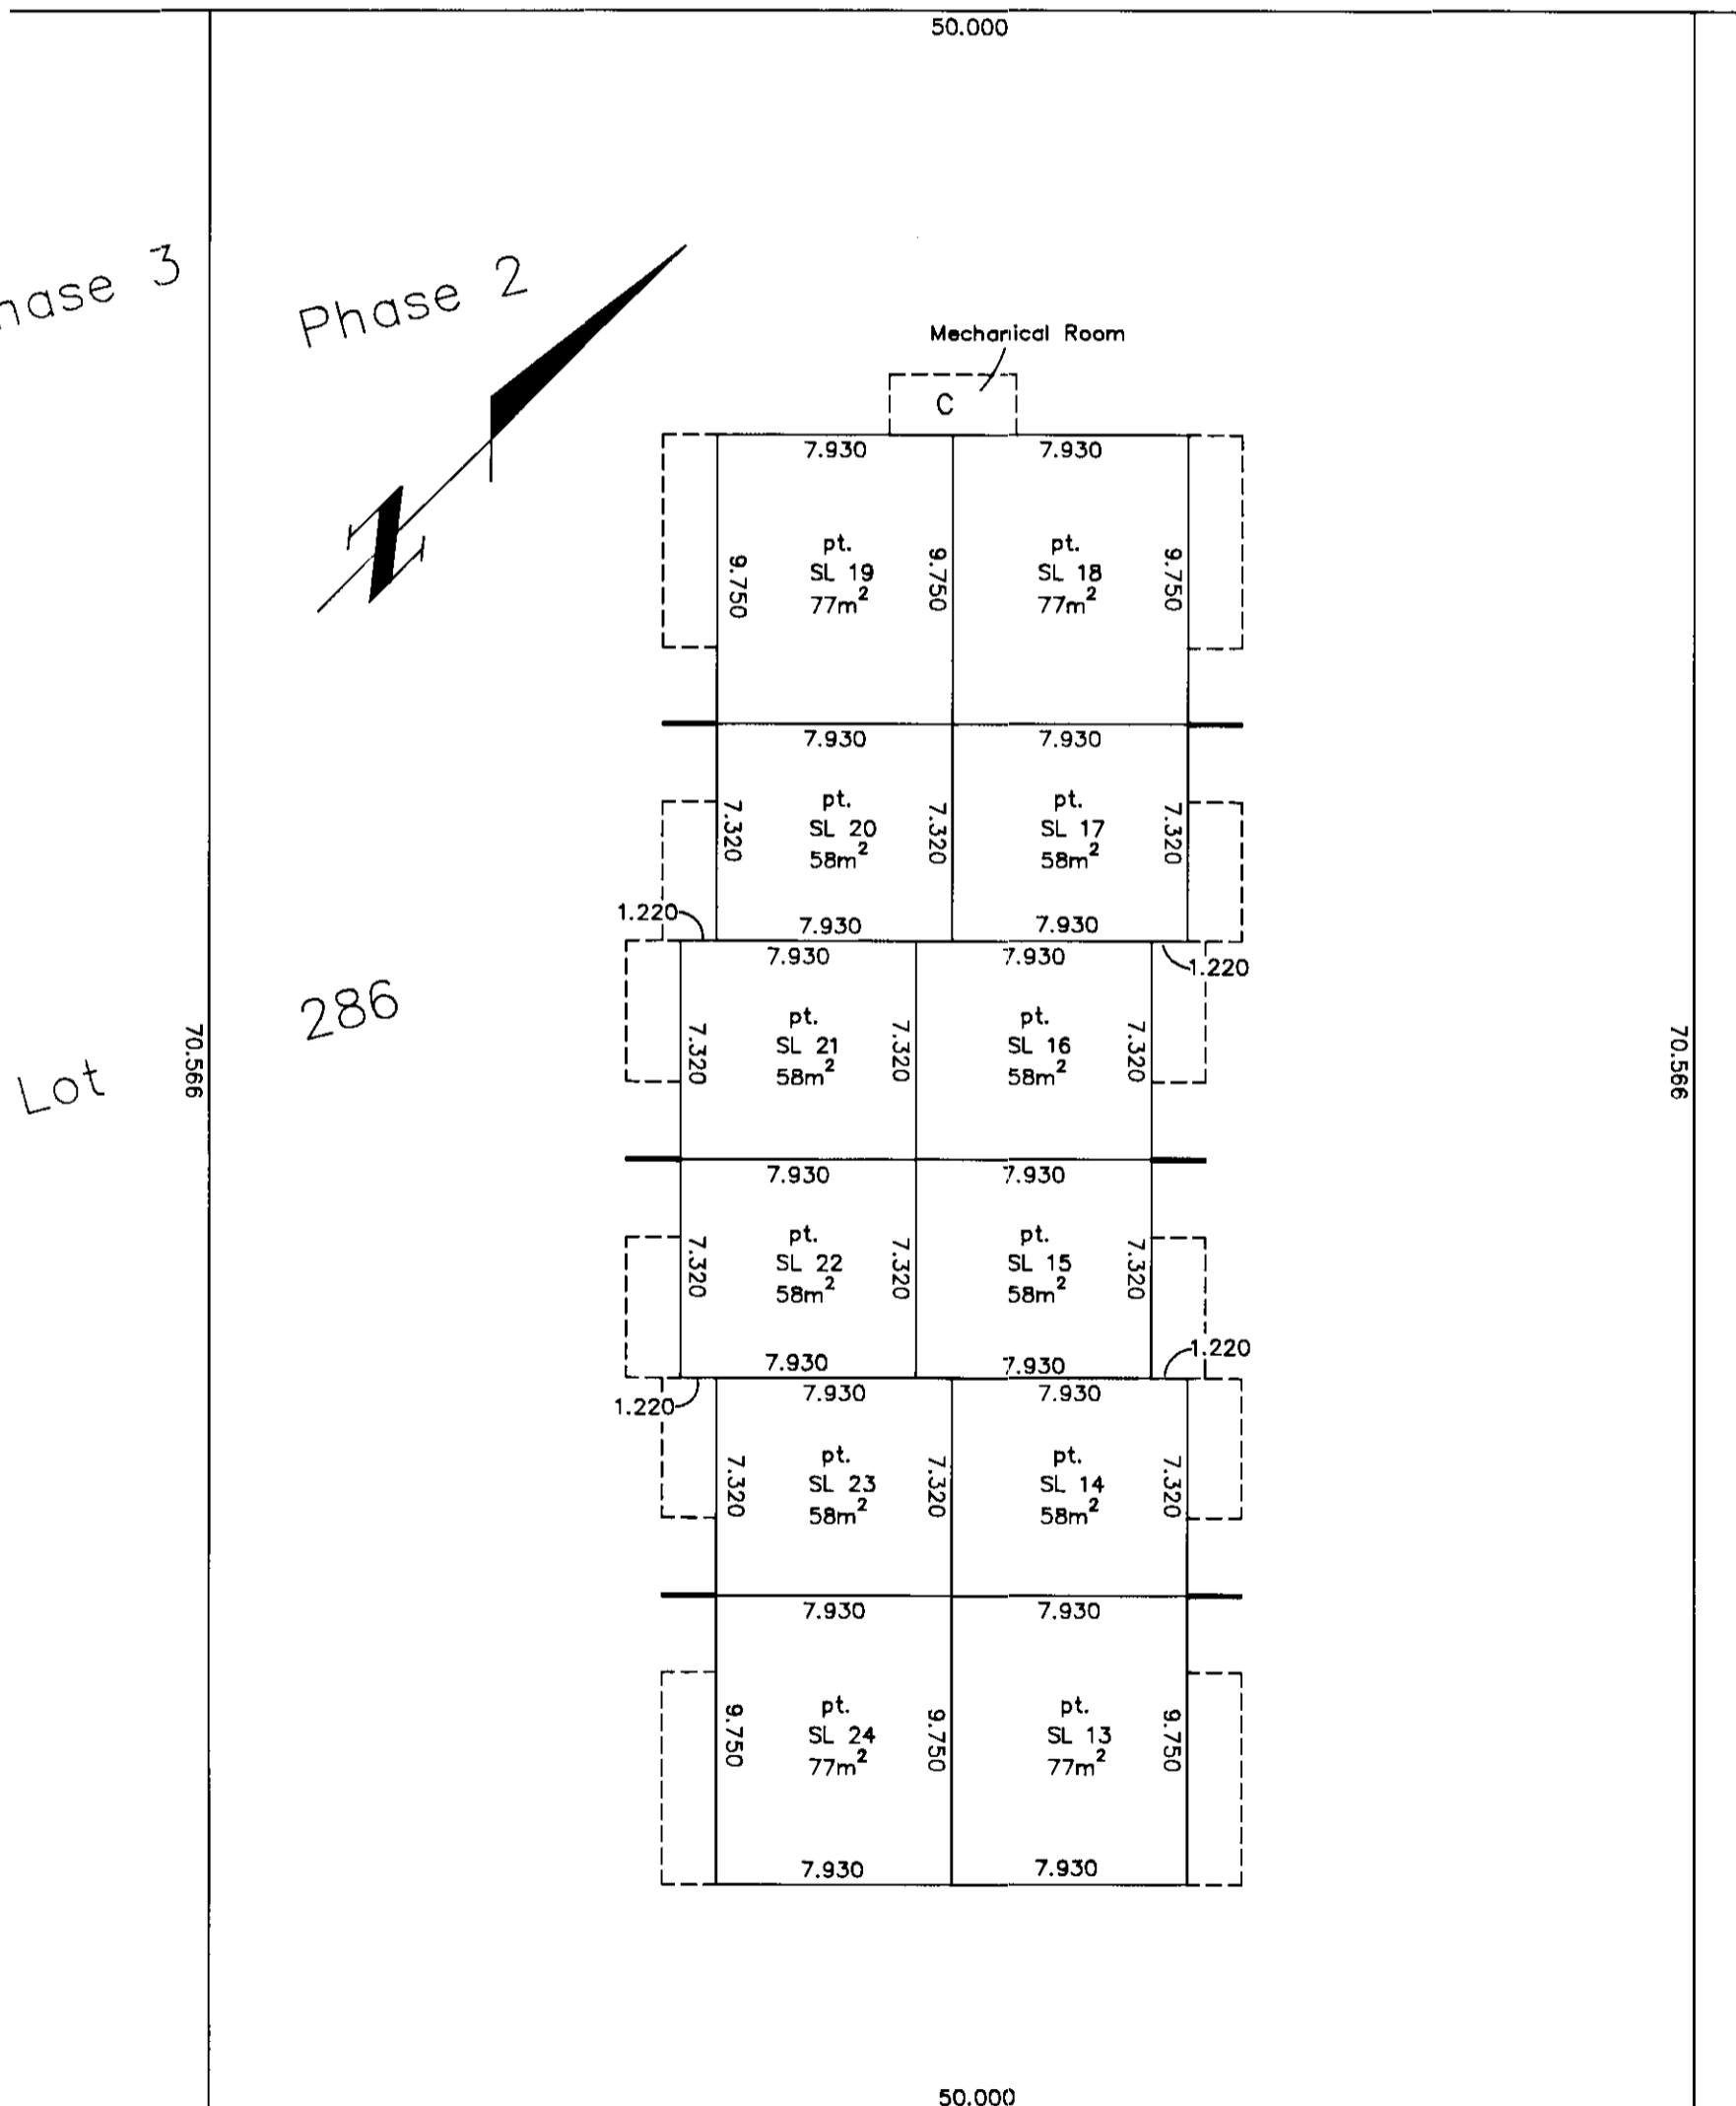 50.000
hase 3
Phase 2
Mechanical Room
C
7.930 7.930
pt.
SL 19
77m²
pt.
SL 18
77m²
9.750 9.750 9.750
7.930 7.930
pt.
SL 20
58m²
pt.
SL 17
58m²
7.320 7.320 7.320
1.220
7.930 7.930
7.930 7.930
1.220
286
Lot
70.566
70.566
pt.
SL 21
58m²
pt.
SL 16
58m²
7.320 7.320 7.320
7.930 7.930
pt.
SL 22
58m²
pt.
SL 15
58m²
7.320 7.320 7.320
1.220
7.930 7.930
7.930 7.930
1.220
pt.
SL 23
58m²
pt.
SL 14
58m²
7.320 7.320 7.320
7.930 7.930
pt.
SL 24
77m²
pt.
SL 13
77m²
9.750 9.750 9.750
7.930 7.930
50.000
N